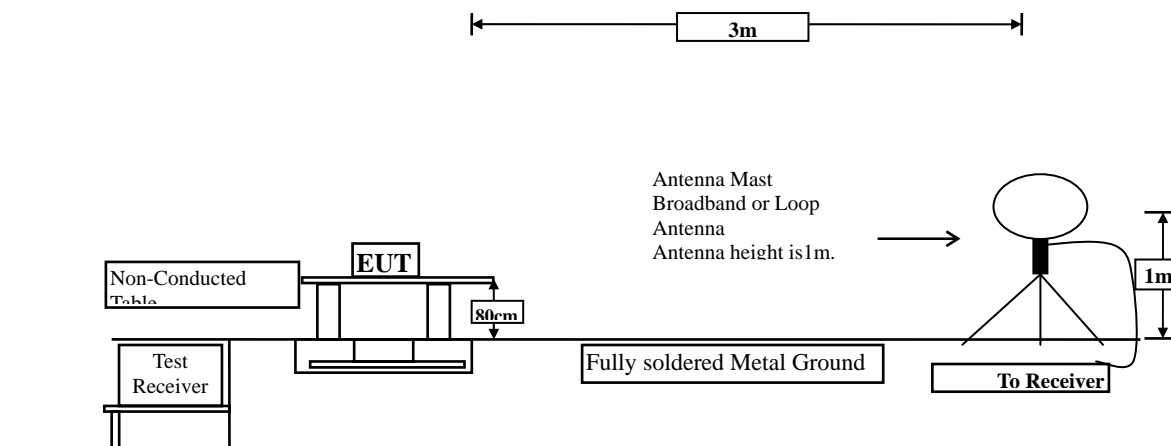 3m
Antenna Mast
Broadband or Loop
Antenna
Antenna height is1m.
EUT
Non-Conducted
Table
80cm
1m
Test
Receiver
Fully soldered Metal Ground
To Receiver